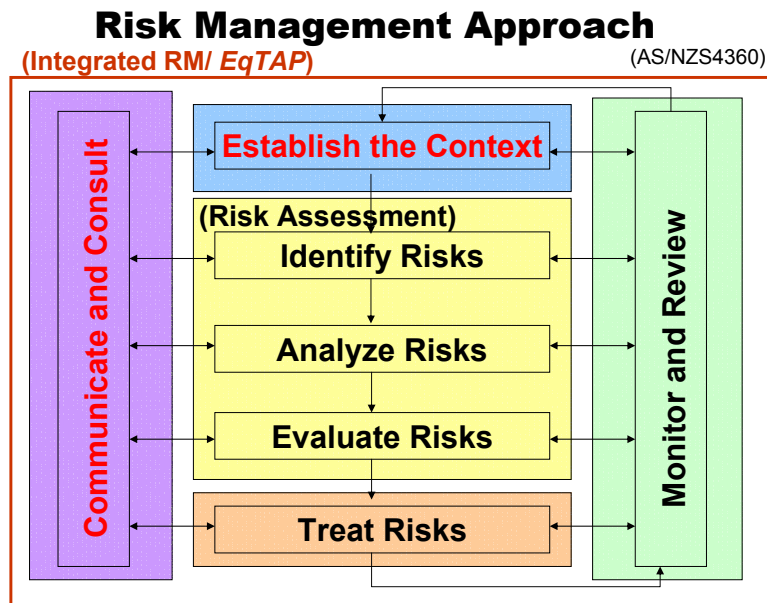 Risk Management Approach
(Integrated RM/ EqTAP)
(AS/NZS4360)
Communicate and Consult
Establish the Context
(Risk Assessment)
Identify Risks
Analyze Risks
Evaluate Risks
Treat Risks
Monitor and Review